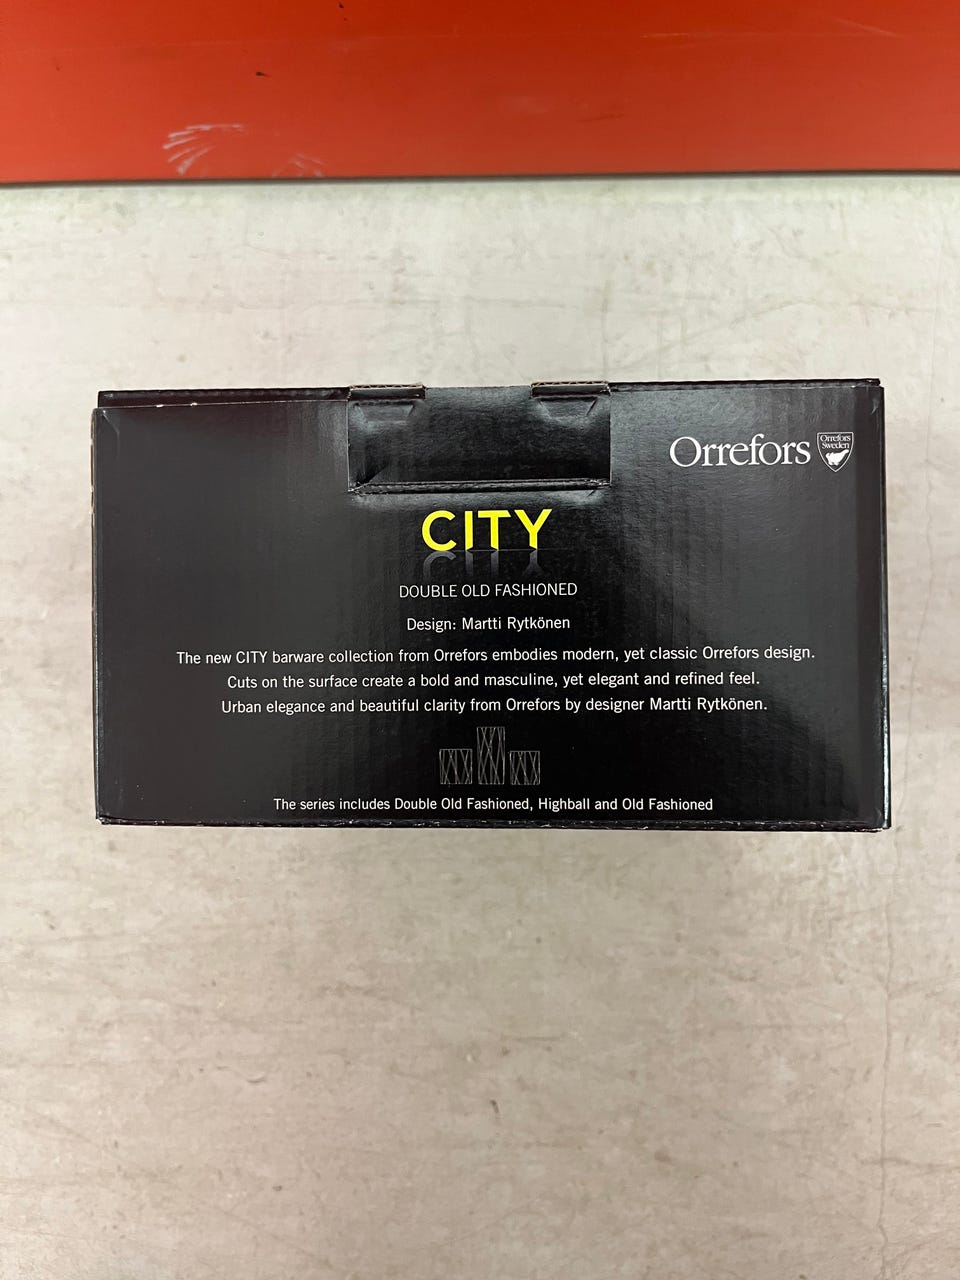 Orrefors
Orrefors
Sweden
CITY
DOUBLE OLD FASHIONED
Design: Martti Rytkönen
The new CITY barware collection from Orrefors embodies modern, yet classic Orrefors design.
Cuts on the surface create a bold and masculine, yet elegant and refined feel.
Urban elegance and beautiful clarity from Orrefors by designer Martti Rytkönen.
The series includes Double Old Fashioned, Highball and Old Fashioned